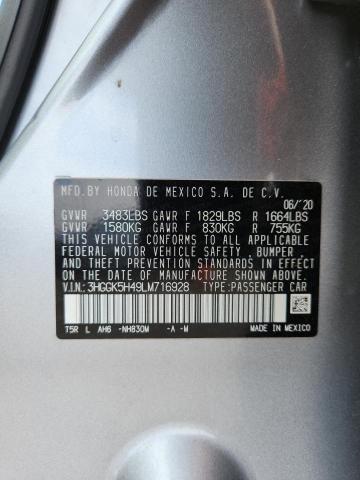 MFD.BY HONDA DE MEXICO S.A. DE C.V.
06/'20
GVWR 3483LBS GAWR F 1829LBS R 1664LBS
GVWR 1580KG GAWR F 830KG R 755KG
THIS VEHICLE CONFORMS TO ALL APPLICABLE
FEDERAL MOTOR VEHICLE SAFETY, BUMPER,
AND THEFT PREVENTION STANDARDS IN EFFECT
ON THE DATE OF MANUFACTURE SHOWN ABOVE.
V.I.N.: 3HGGK5H49LM716928 TYPE:PASSENGER CAR
T5R L AH6 -NH830M -A -M MADE IN MEXICO